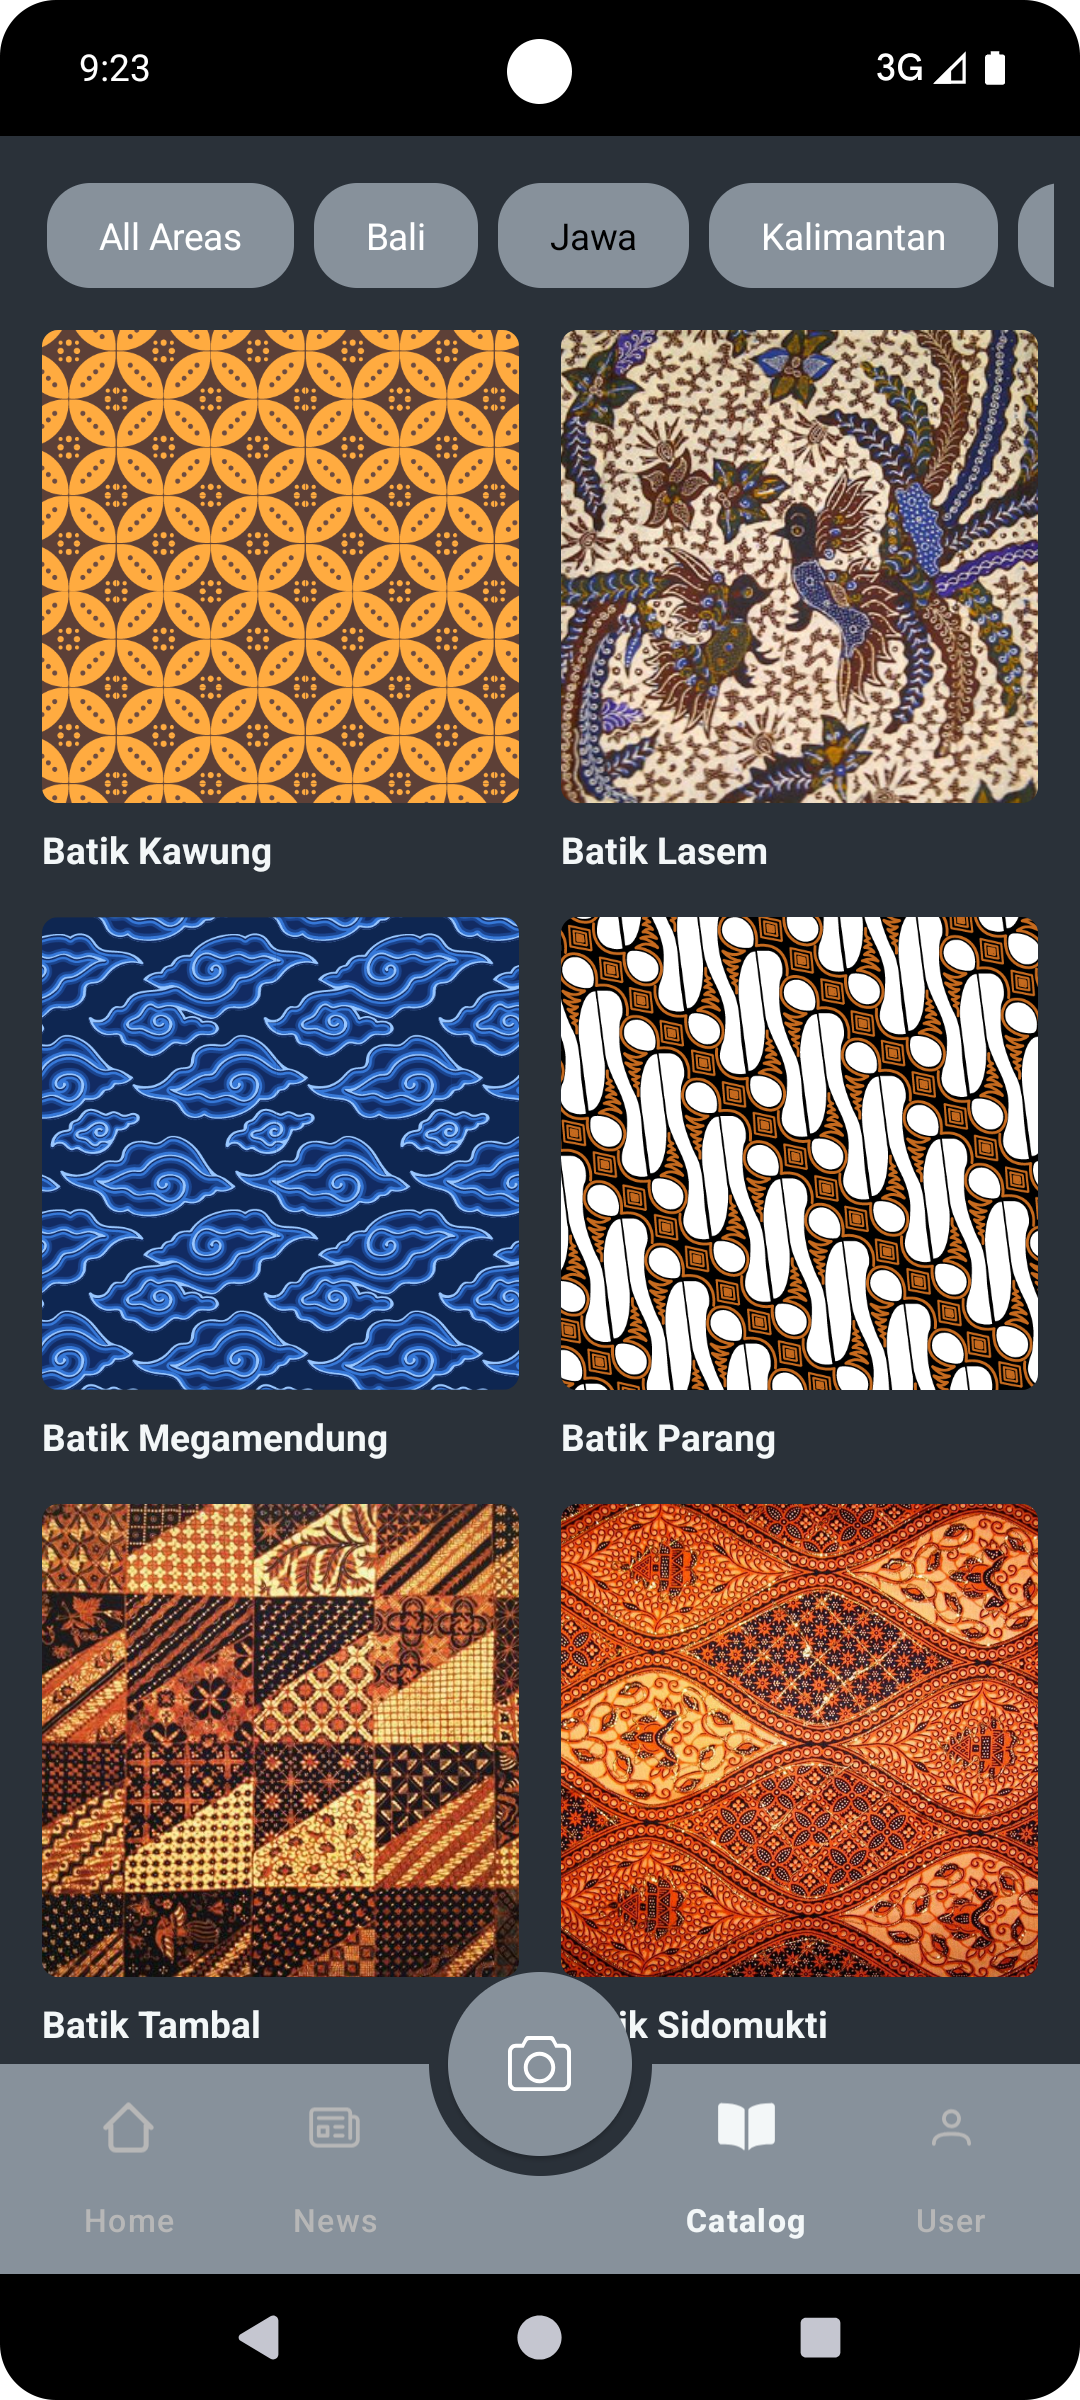 9:23
3G
All Areas
Bali
Jawa
Kalimantan
Batik Kawung
Batik Lasem
Batik Megamendung
Batik Parang
Batik Tambal
ik Sidomukti
Home
News
Catalog
User